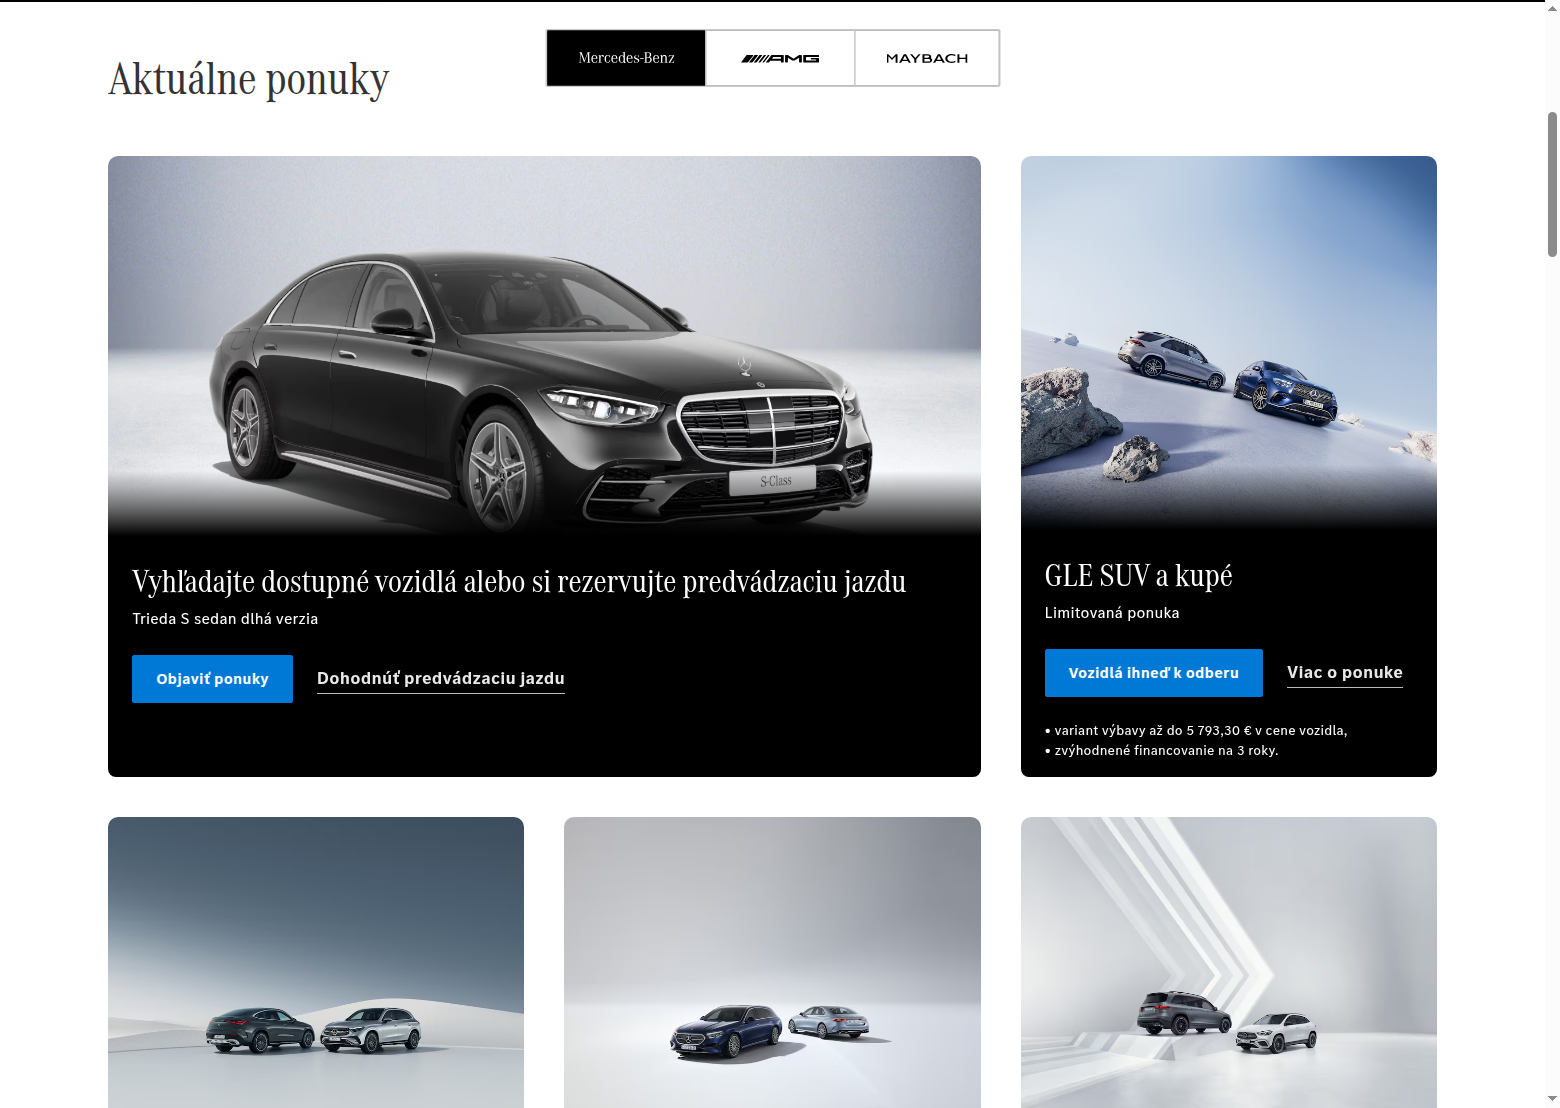 Aktuálne ponuky
Mercedes-Benz
AMG
MAYBACH
S-Class
Vyhľadajte dostupné vozidlá alebo si rezervujte predvádzaciu jazdu
Trieda S sedan dlhá verzia
Objaviť ponuky
Dohodnúť predvádzaciu jazdu
GLE SUV a kupé
Limitovaná ponuka
Vozidlá ihneď k odberu
Viac o ponuke
• variant výbavy až do 5 793,30 € v cene vozidla,
• zvýhodnené financovanie na 3 roky.